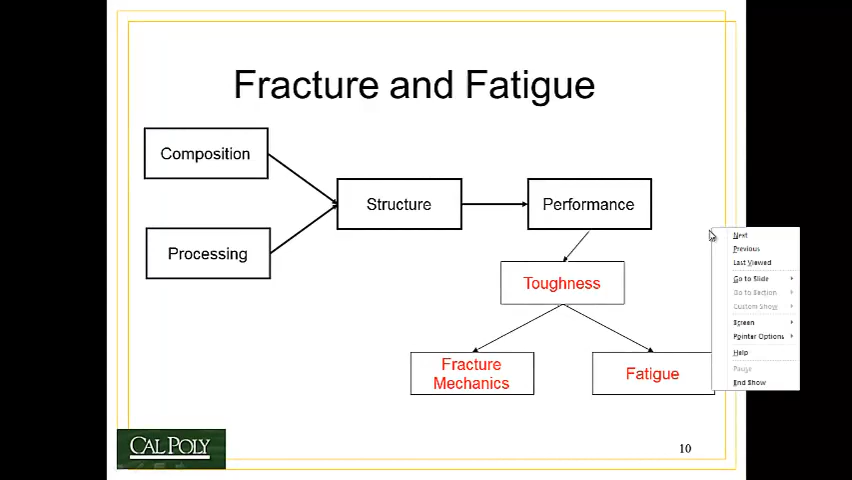 Fracture and Fatigue
Composition
Processing
Structure
Performance
Toughness
Fracture
Mechanics
Fatigue
Next
Previous
Last Viewed
Go to Slide
Go to Section
Custom Show
Screen
Pointer Options
Help
Pause
End Show
CAL POLY
10